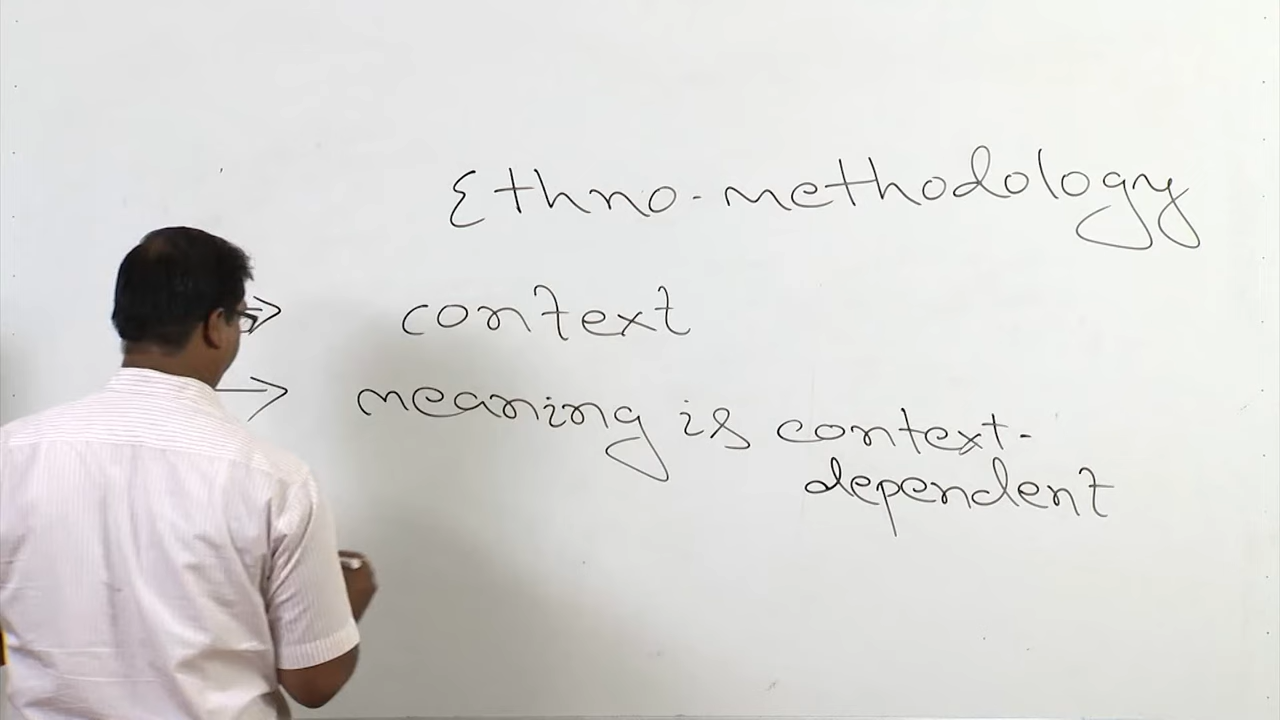 Ethno-methodology
→ context
→ meaning is context-
dependent